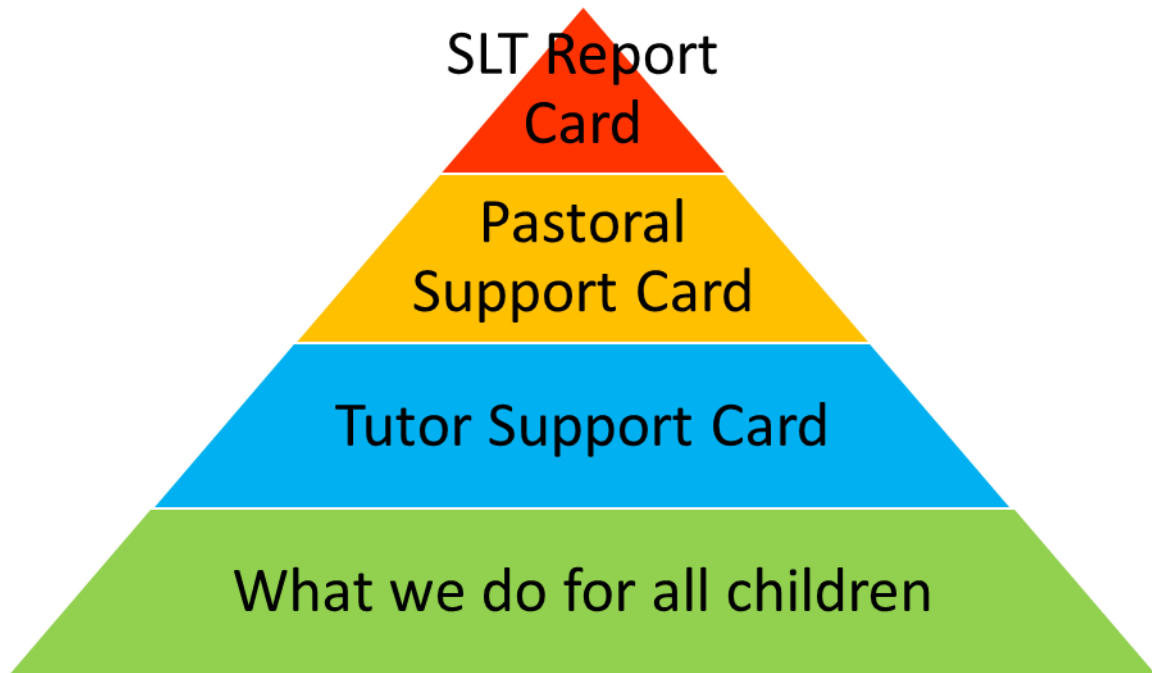 SLT Report
Card
Pastoral
Support Card
Tutor Support Card
What we do for all children